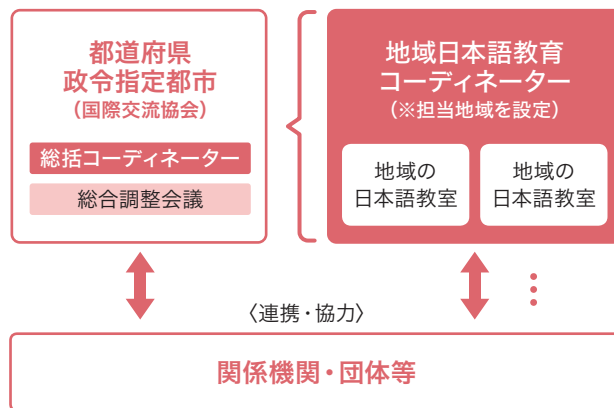 都道府県
政令指定都市
(国際交流協会)
総括コーディネーター
総合調整会議
地域日本語教育
コーディネーター
(※担当地域を設定)
地域の
日本語教室
地域の
日本語教室
〈連携・協力〉
関係機関・団体等